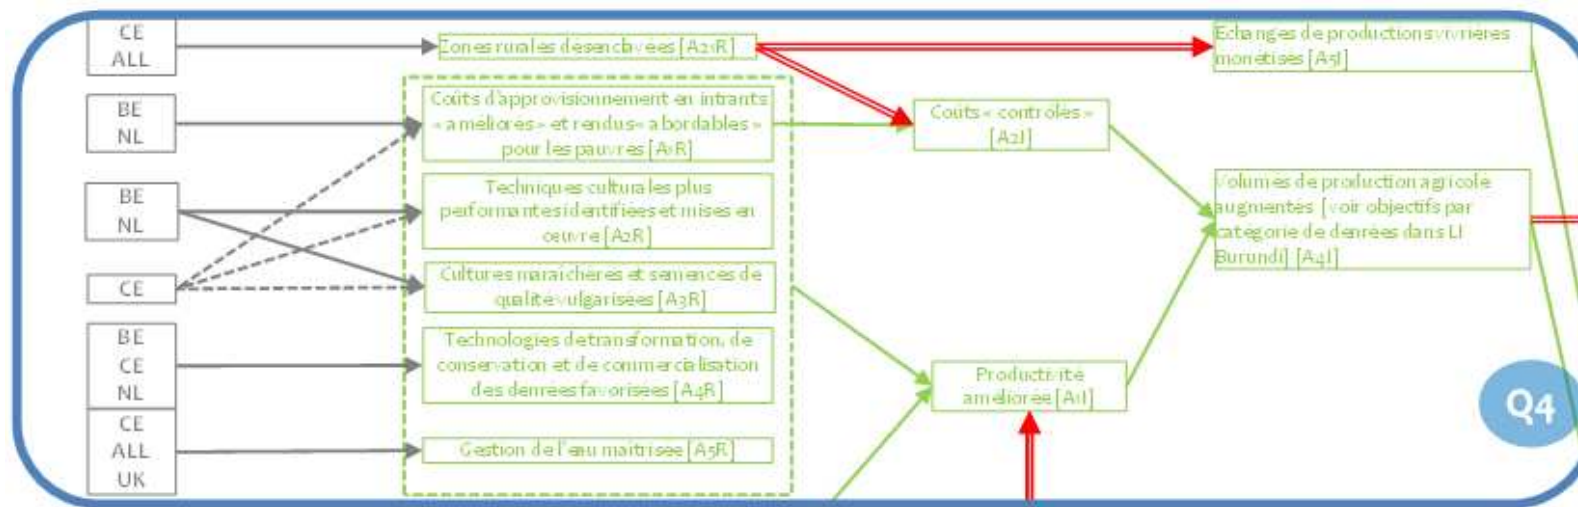 CE
ALL
Zones rurales désenclavées [A21R]
Echanges de productions vivrières
monétisés [A5I]
BE
NL
Coûts d'approvisionnement en intrants
« améliorés » et rendus « abordables »
pour les pauvres [A1R]
Coûts « contrôlés »
[A2I]
BE
NL
Techniques culturales plus
performantes identifiées et mises en
œuvre [A2R]
Volumes de production agricole
augmentés [voir objectifs par
catégorie de denrées dans LI
Burundi] [A4I]
CE
Cultures maraîchères et semences de
qualité vulgarisées [A3R]
BE
CE
NL
Technologies de transformation, de
conservation et de commercialisation
des denrées favorisées [A4R]
Productivité
améliorée [A1I]
Q4
CE
ALL
UK
Gestion de l'eau maîtrisée [A5R]